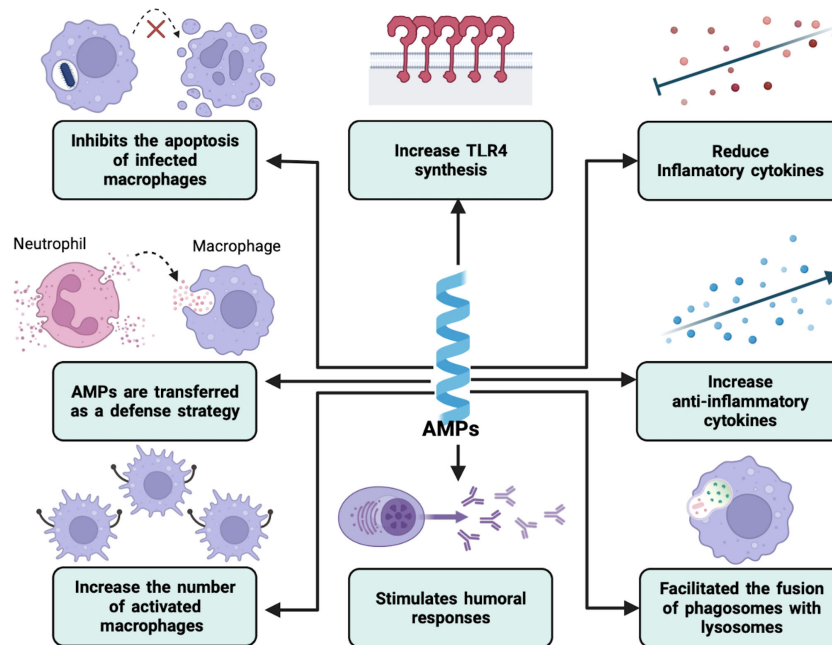 Inhibits the apoptosis
of infected
macrophages
Increase TLR4
synthesis
Reduce
Inflamatory cytokines
Neutrophil
Macrophage
AMPs are transferred
as a defense strategy
AMPs
Increase
anti-inflammatory
cytokines
Increase the number
of activated
macrophages
Stimulates humoral
responses
Facilitated the fusion
of phagosomes with
lysosomes